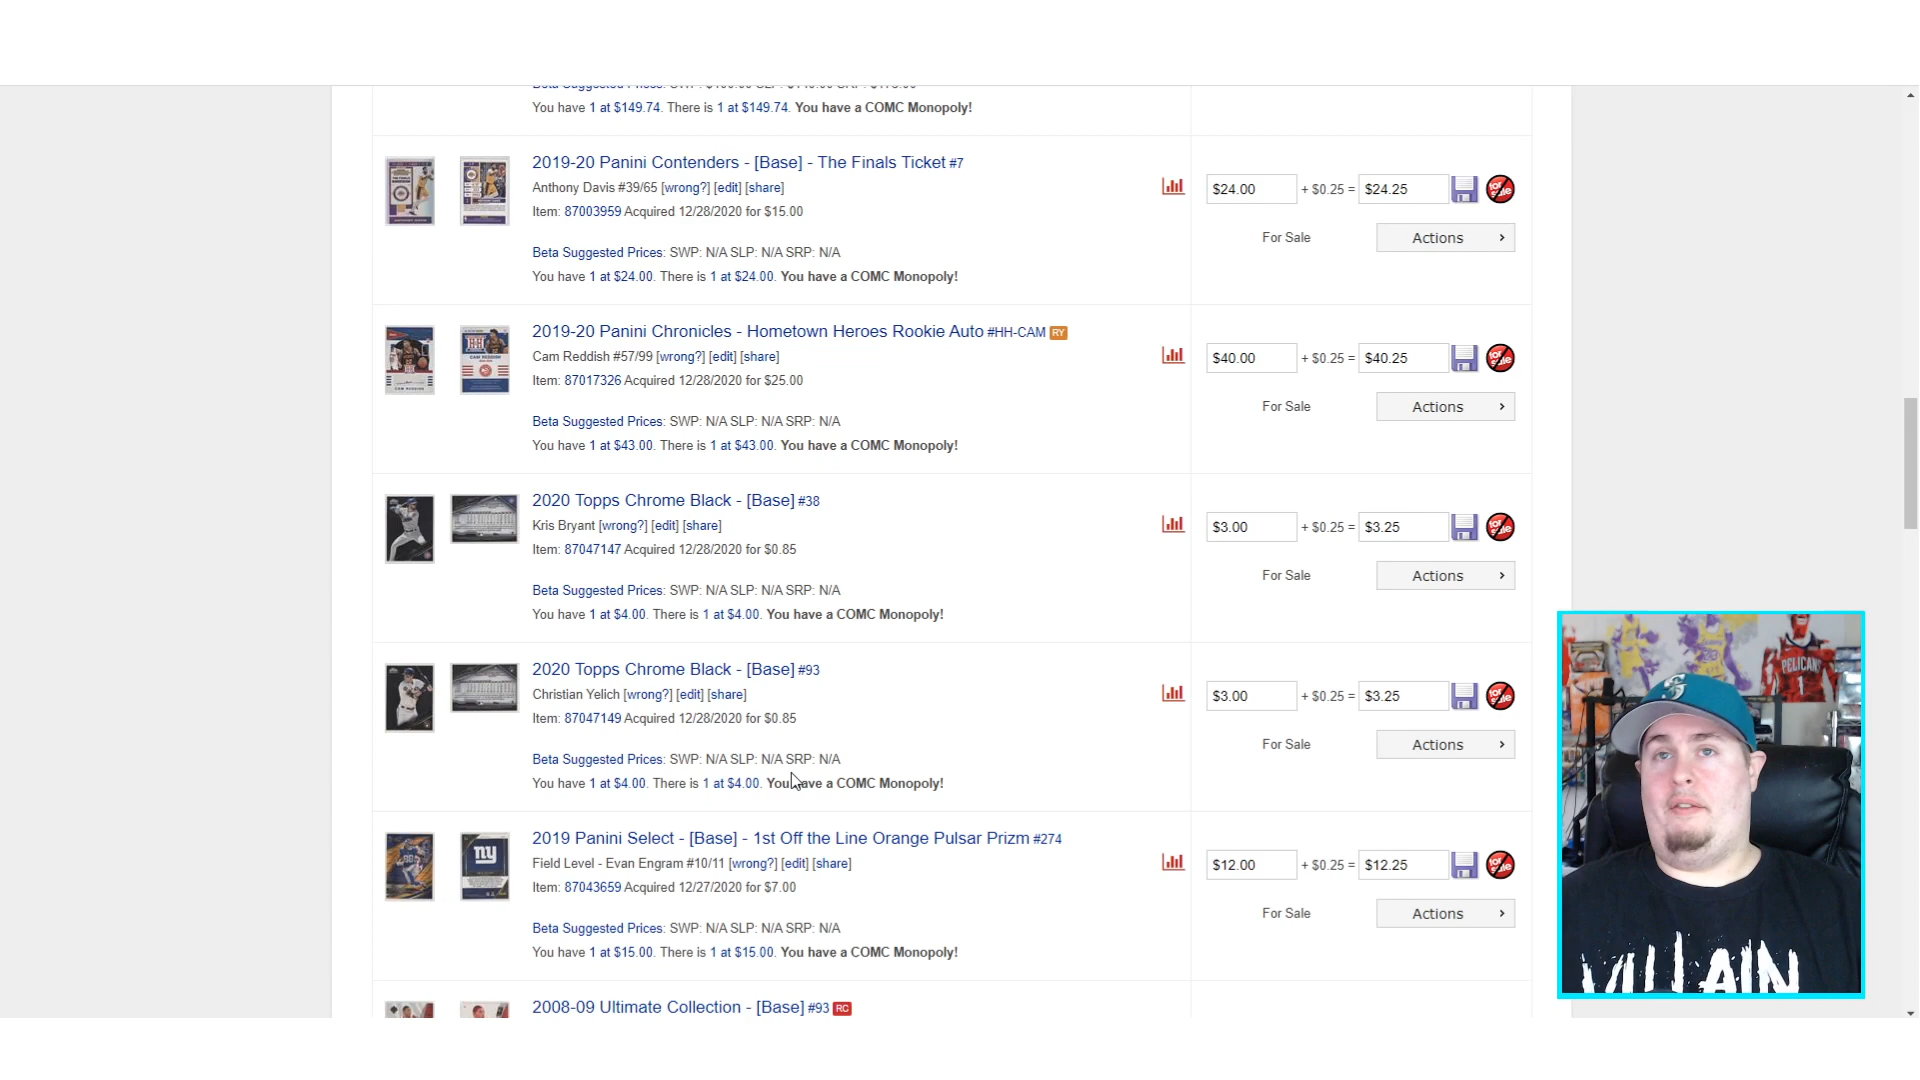 You have 1 at $149.74. There is 1 at $149.74. You have a COMC Monopoly!
2019-20 Panini Contenders - [Base] - The Finals Ticket #7
Anthony Davis #39/65 [wrong?] [edit] [share]
Item: 87003959 Acquired 12/28/2020 for $15.00
$24.00 + $0.25 = $24.25
For Sale Actions
Beta Suggested Prices: SWP: N/A SLP: N/A SRP: N/A
You have 1 at $24.00. There is 1 at $24.00. You have a COMC Monopoly!
2019-20 Panini Chronicles - Hometown Heroes Rookie Auto #HH-CAM RY
Cam Reddish #57/99 [wrong?] [edit] [share]
Item: 87017326 Acquired 12/28/2020 for $25.00
$40.00 + $0.25 = $40.25
For Sale Actions
Beta Suggested Prices: SWP: N/A SLP: N/A SRP: N/A
You have 1 at $43.00. There is 1 at $43.00. You have a COMC Monopoly!
2020 Topps Chrome Black - [Base] #38
Kris Bryant [wrong?] [edit] [share]
Item: 87047147 Acquired 12/28/2020 for $0.85
$3.00 + $0.25 = $3.25
For Sale Actions
Beta Suggested Prices: SWP: N/A SLP: N/A SRP: N/A
You have 1 at $4.00. There is 1 at $4.00. You have a COMC Monopoly!
2020 Topps Chrome Black - [Base] #93
Christian Yelich [wrong?] [edit] [share]
Item: 87047149 Acquired 12/28/2020 for $0.85
$3.00 + $0.25 = $3.25
For Sale Actions
Beta Suggested Prices: SWP: N/A SLP: N/A SRP: N/A
You have 1 at $4.00. There is 1 at $4.00. You have a COMC Monopoly!
2019 Panini Select - [Base] - 1st Off the Line Orange Pulsar Prizm #274
Field Level - Evan Engram #10/11 [wrong?] [edit] [share]
Item: 87043659 Acquired 12/27/2020 for $7.00
$12.00 + $0.25 = $12.25
For Sale Actions
Beta Suggested Prices: SWP: N/A SLP: N/A SRP: N/A
You have 1 at $15.00. There is 1 at $15.00. You have a COMC Monopoly!
2008-09 Ultimate Collection - [Base] #93 RC
PELICANS
1
VILLAIN